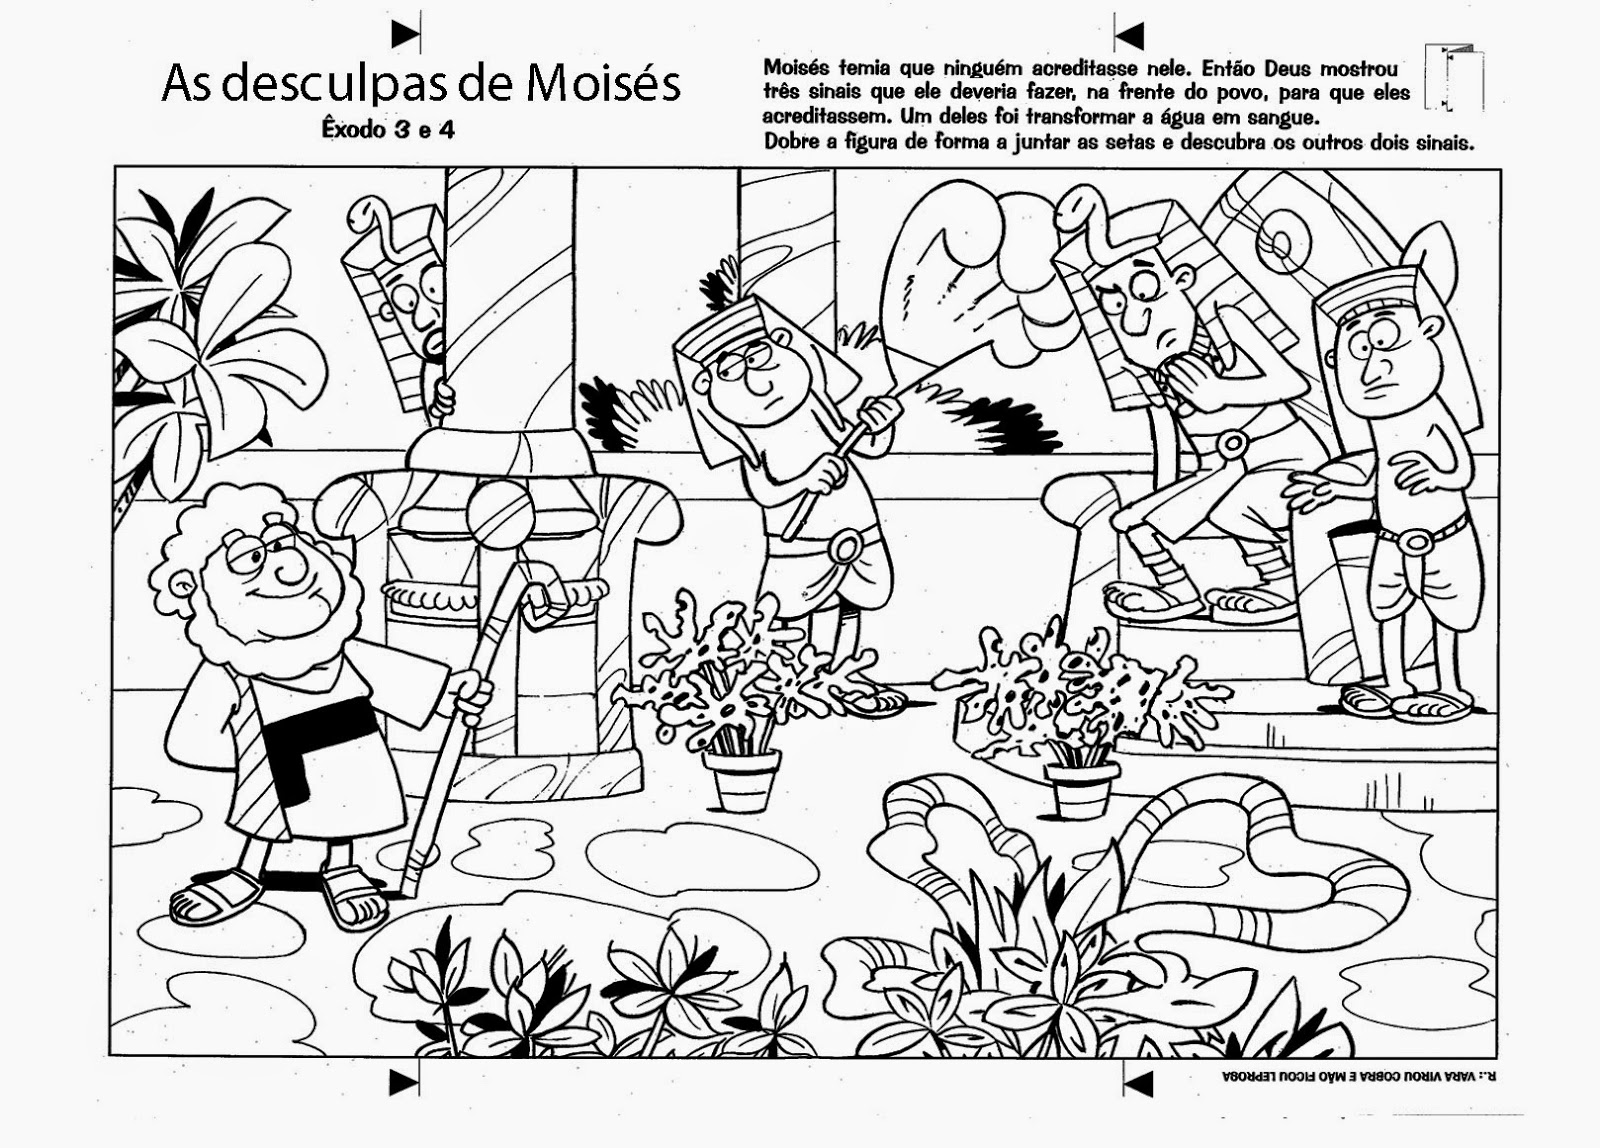 As desculpas de Moisés
Êxodo 3 e 4
Moisés temia que ninguém acreditasse nele. Então Deus mostrou
três sinais que ele deveria fazer, na frente do povo, para que eles
acreditassem. Um deles foi transformar a água em sangue.
Dobre a figura de forma a juntar as setas e descubra os outros dois sinais.
R.: VARA VIROU COBRA E MÃO FICOU LEPROSA